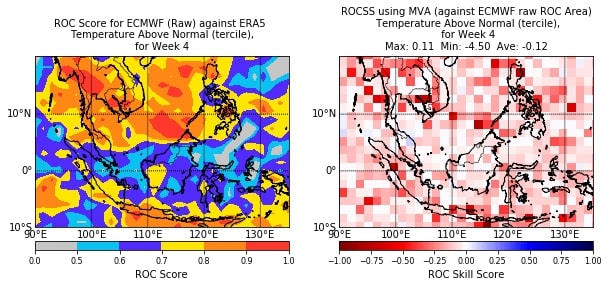 ROC Score for ECMWF (Raw) against ERA5
Temperature Above Normal (tercile),
for Week 4
10°N
0°
10°S
90°E 100°E 110°E 120°E 130°E
0.0 0.5 0.6 0.7 0.8 0.9 1.0
ROC Score
ROCSS using MVA (against ECMWF raw ROC Area)
Temperature Above Normal (tercile),
for Week 4
Max: 0.11 Min: -4.50 Ave: -0.12
10°N
0°
10°S
90°E 100°E 110°E 120°E 130°E
−1.00 −0.75 −0.50 −0.25 0.00 0.25 0.50 0.75 1.00
ROC Skill Score